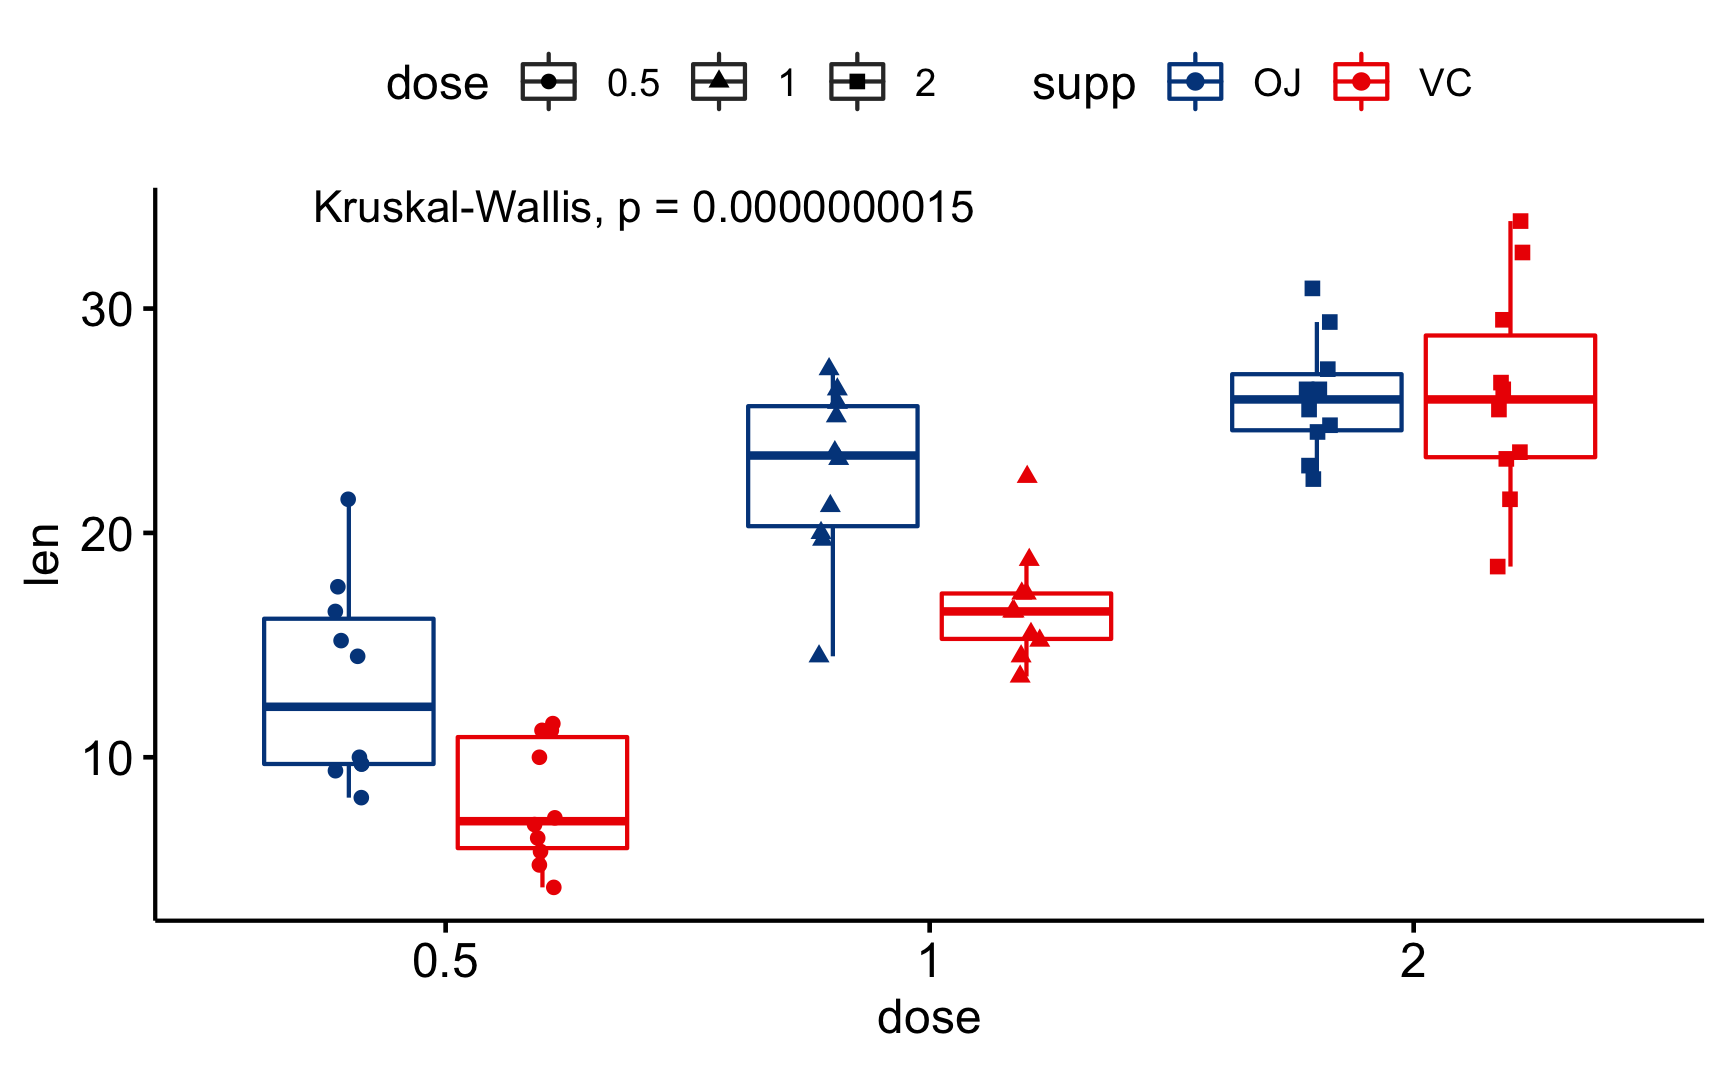 dose 0.5 1 2 supp OJ VC
Kruskal-Wallis, p = 0.0000000015
30
20
10
len
0.5 1 2
dose